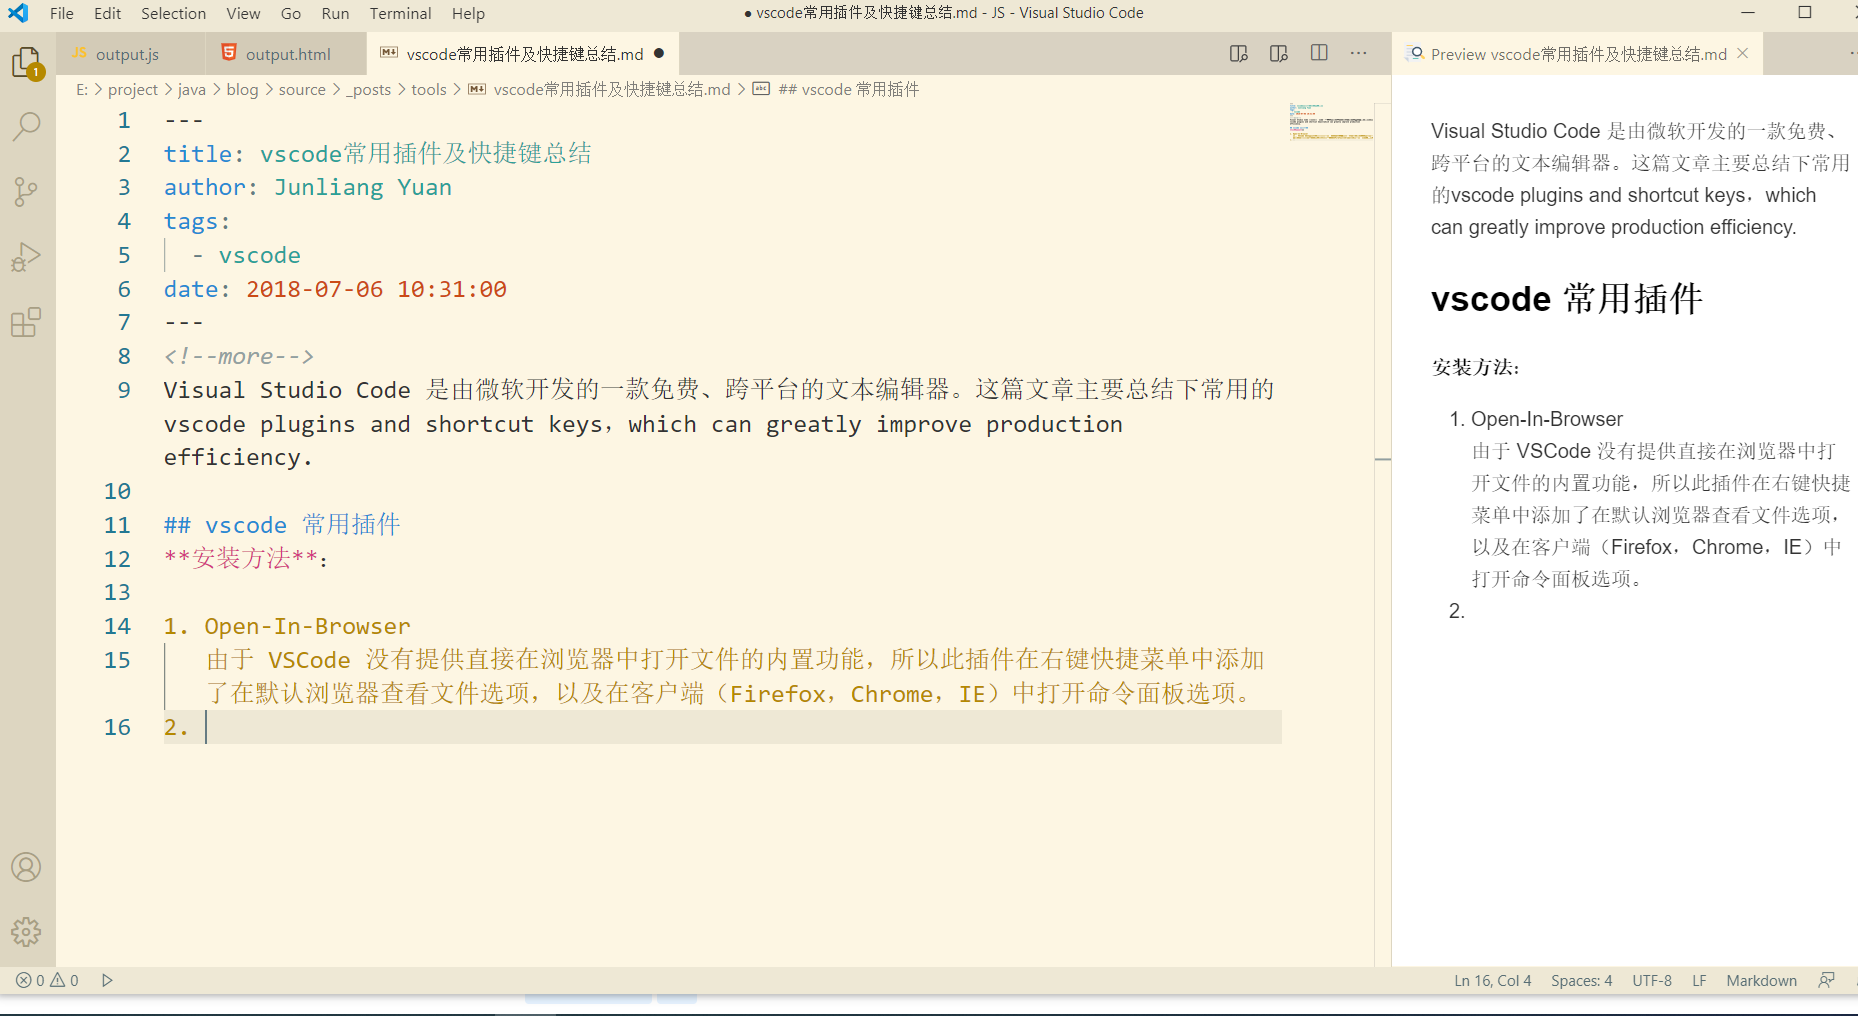 File Edit Selection View Go Run Terminal Help
● vscode常用插件及快捷键总结.md - JS - Visual Studio Code
1
JS output.js
5 output.html
M↓ vscode常用插件及快捷键总结.md ●
E: > project > java > blog > source > _posts > tools > M↓ vscode常用插件及快捷键总结.md > abc ## vscode 常用插件
1 ---
2 title: vscode常用插件及快捷键总结
3 author: Junliang Yuan
4 tags:
5 - vscode
6 date: 2018-07-06 10:31:00
7 ---
8 <!--more-->
9 Visual Studio Code 是由微软开发的一款免费、跨平台的文本编辑器。这篇文章主要总结下常用的
vscode plugins and shortcut keys，which can greatly improve production
efficiency.
10
11 ## vscode 常用插件
12 **安装方法**：
13
14 1. Open-In-Browser
15 由于 VSCode 没有提供直接在浏览器中打开文件的内置功能，所以此插件在右键快捷菜单中添加
了在默认浏览器查看文件选项，以及在客户端（Firefox，Chrome，IE）中打开命令面板选项。
16 2.
Preview vscode常用插件及快捷键总结.md
Visual Studio Code 是由微软开发的一款免费、
跨平台的文本编辑器。这篇文章主要总结下常用
的vscode plugins and shortcut keys，which
can greatly improve production efficiency.
vscode 常用插件
安装方法：
1. Open-In-Browser
由于 VSCode 没有提供直接在浏览器中打
开文件的内置功能，所以此插件在右键快捷
菜单中添加了在默认浏览器查看文件选项，
以及在客户端（Firefox，Chrome，IE）中
打开命令面板选项。
2.
0 0
Ln 16, Col 4 Spaces: 4 UTF-8 LF Markdown